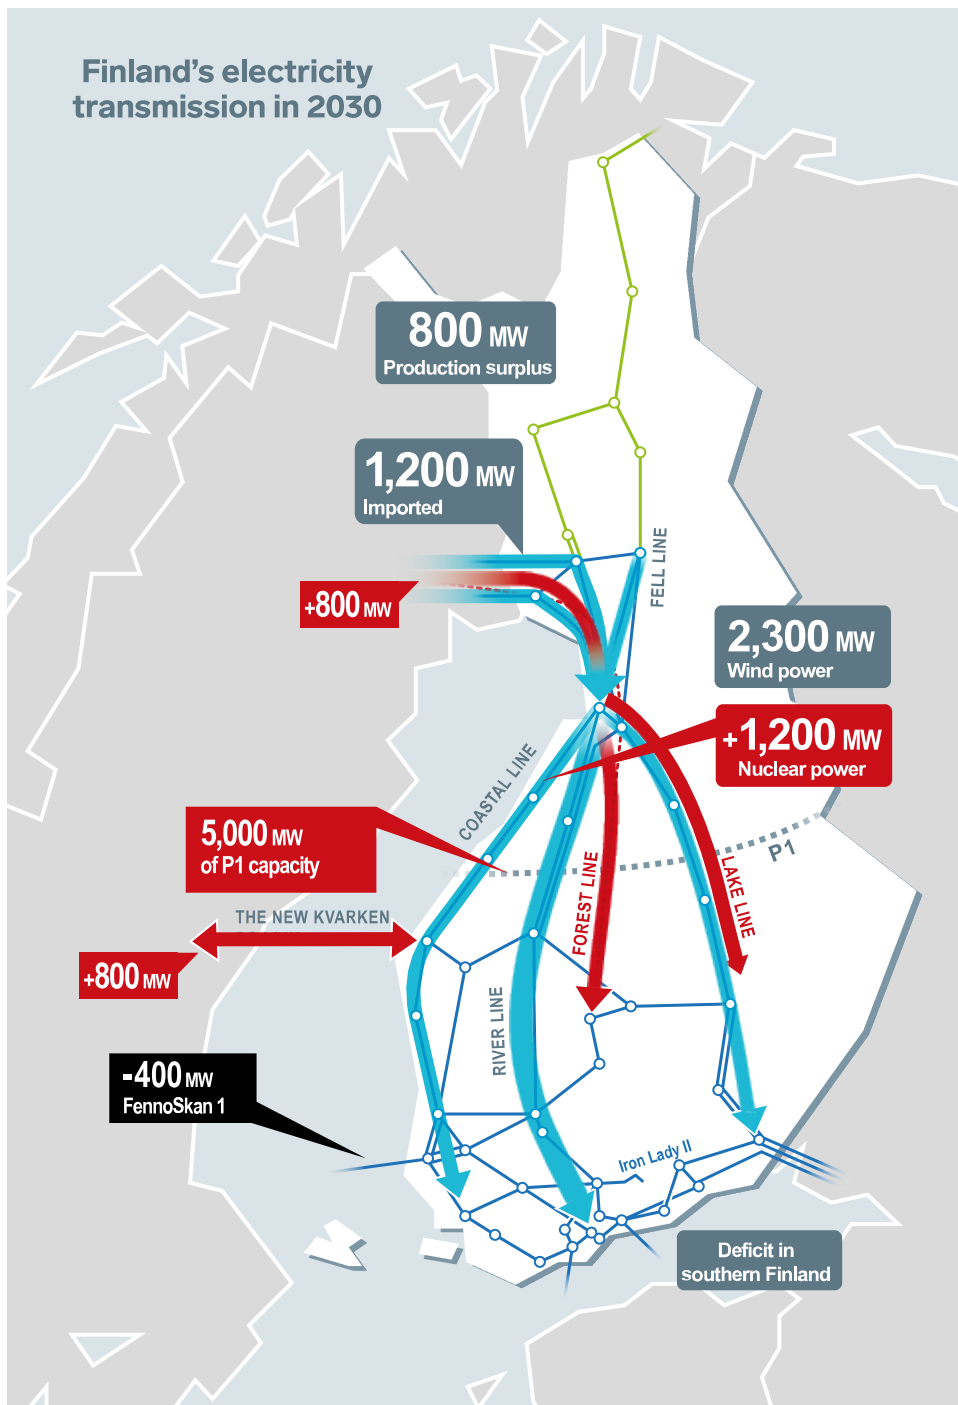 Finland's electricity
transmission in 2030
800 MW
Production surplus
1,200 MW
Imported
FELL LINE
+800 MW
2,300 MW
Wind power
+1,200 MW
Nuclear power
COASTAL LINE
5,000 MW
of P1 capacity
P1
FOREST LINE
LAKE LINE
THE NEW KVARKEN
+800 MW
RIVER LINE
-400 MW
FennoSkan 1
Iron Lady II
Deficit in
southern Finland